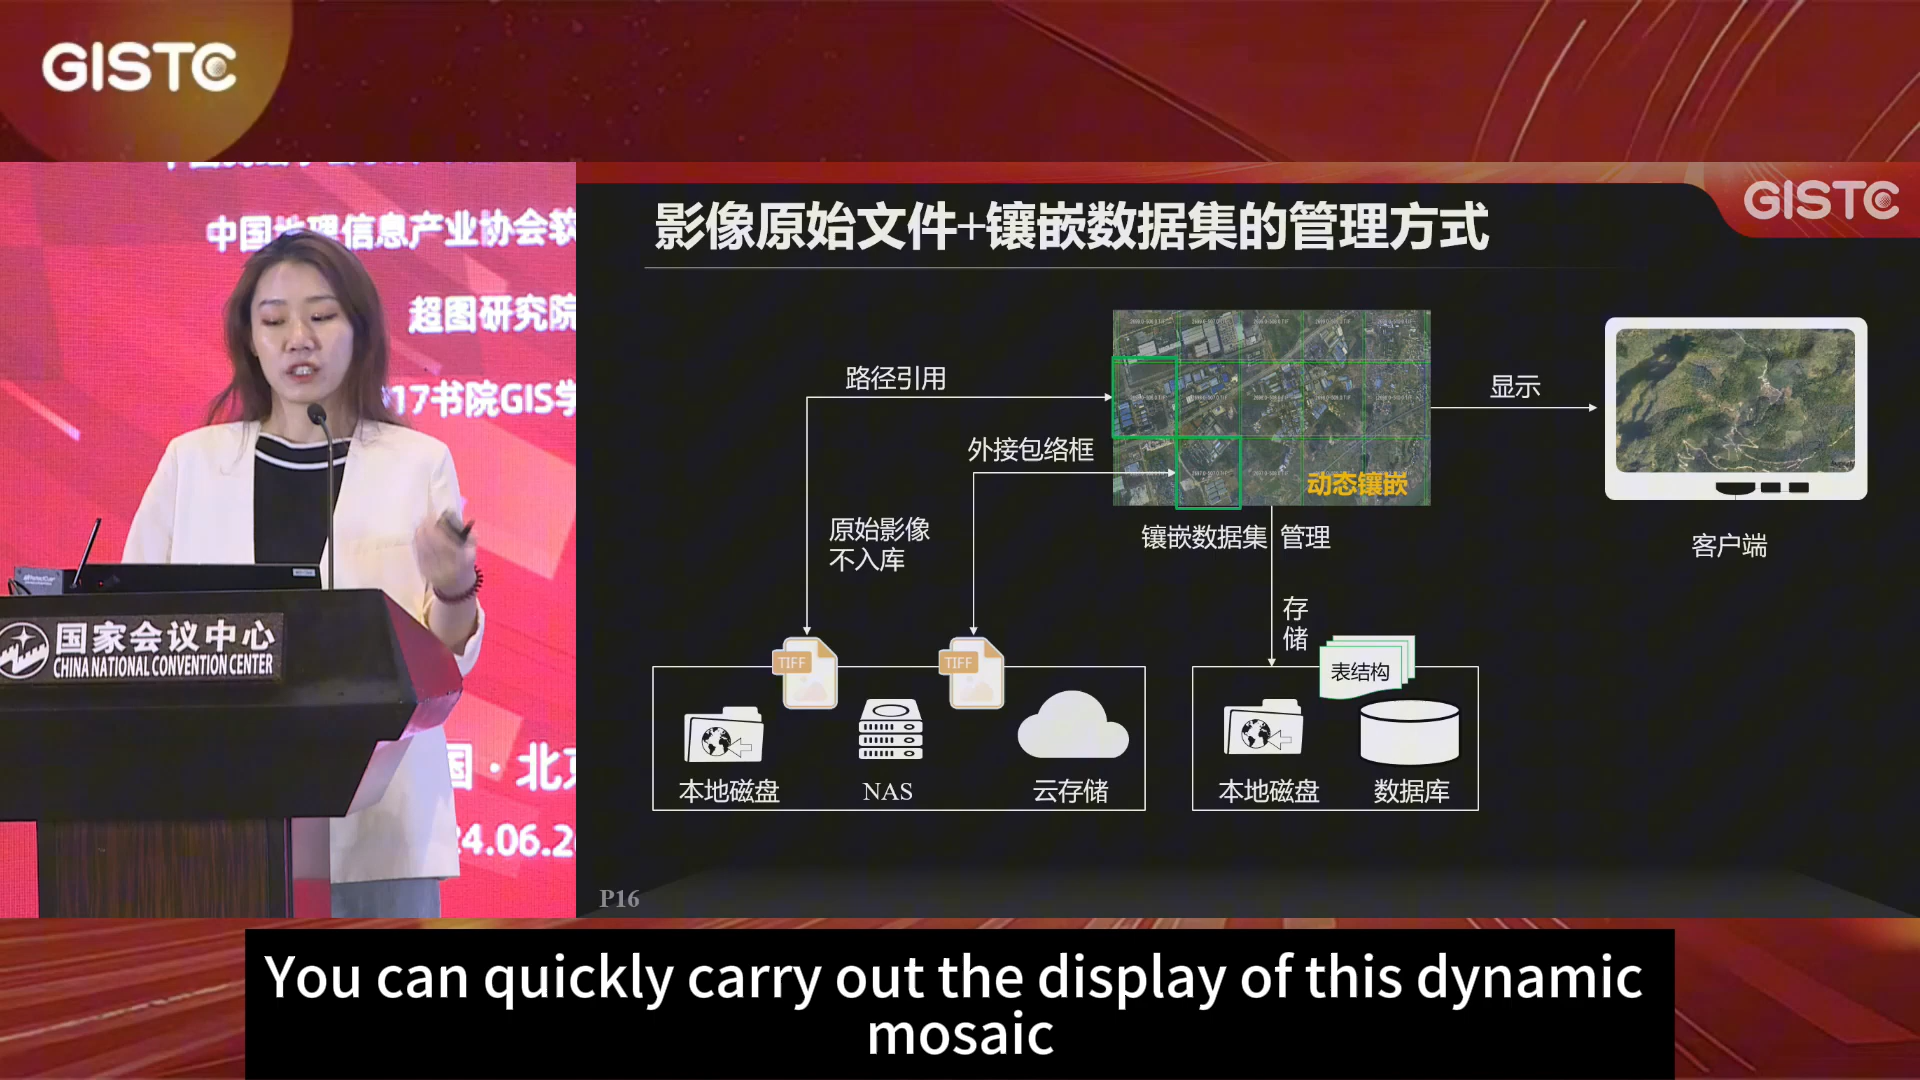 GISTC
中国地理信息产业协会软
超图研究院
17书院GIS学
国·北京
24.06.2
国家会议中心
CHINA NATIONAL CONVENTION CENTER
GISTC
影像原始文件+镶嵌数据集的管理方式
路径引用
外接包络框
原始影像
不入库
动态镶嵌
镶嵌数据集
管理
显示
客户端
存
储
TIFF
TIFF
表结构
本地磁盘
NAS
云存储
本地磁盘
数据库
P16
You can quickly carry out the display of this dynamic
mosaic